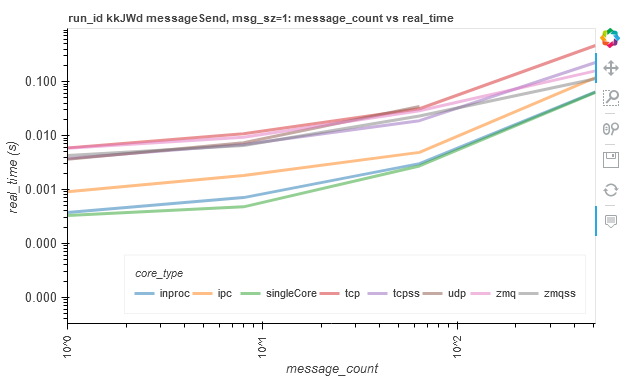 run_id kkJWd messageSend, msg_sz=1: message_count vs real_time
real_time (s)
0.100
0.010
0.001
0.000
0.000
core_type
inproc ipc singleCore tcp tcpss udp zmq zmqss
10^0 10^1 10^2
message_count